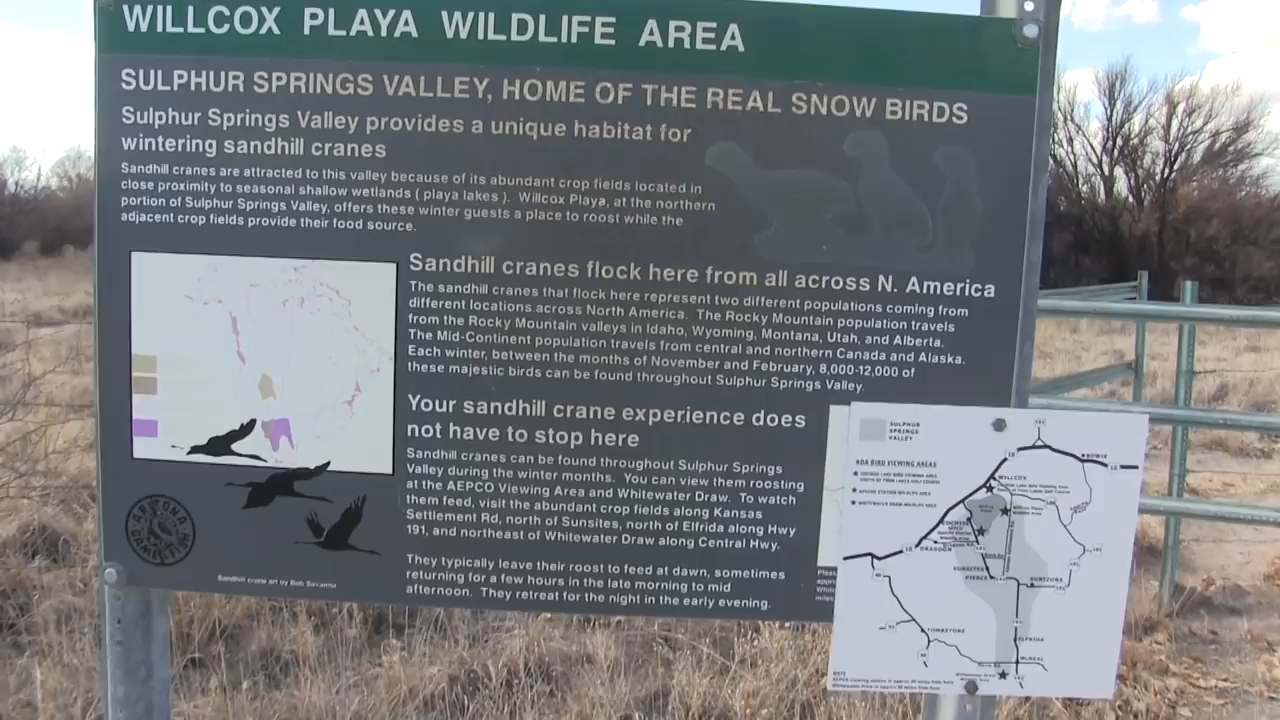 WILLCOX PLAYA WILDLIFE AREA
SULPHUR SPRINGS VALLEY, HOME OF THE REAL SNOW BIRDS
Sulphur Springs Valley provides a unique habitat for
wintering sandhill cranes
Sandhill cranes are attracted to this valley because of its abundant crop fields located in
close proximity to seasonal shallow wetlands ( playa lakes ). Willcox Playa, at the northern
portion of Sulphur Springs Valley, offers these winter guests a place to roost while the
adjacent crop fields provide their food source.
Sandhill cranes flock here from all across N. America
The sandhill cranes that flock here represent two different populations coming from
different locations across North America. The Rocky Mountain population travels
from the Rocky Mountain valleys in Idaho, Wyoming, Montana, Utah, and Alberta.
The Mid-Continent population travels from central and northern Canada and Alaska.
Each winter, between the months of November and February, 8,000-12,000 of
these majestic birds can be found throughout Sulphur Springs Valley.
Your sandhill crane experience does
not have to stop here
Sandhill cranes can be found throughout Sulphur Springs
Valley during the winter months. You can view them roosting
at the AEPCO Viewing Area and Whitewater Draw. To watch
them feed, visit the abundant crop fields along Kansas
Settlement Rd, north of Sunsites, north of Elfrida along Hwy
191, and northeast of Whitewater Draw along Central Hwy.
They typically leave their roost to feed at dawn, sometimes
returning for a few hours in the late morning to mid
afternoon. They retreat for the night in the early evening.
Sandhill crane art by Bob Savanna
SULPHUR
SPRINGS
VALLEY
ADA BIRD VIEWING AREAS
BOWIE
WILLCOX
COCHISE
DRAGOON
SUNSITES
PIERCE
SUNIZONA
TOMBSTONE
ELFRIDA
MCNEAL
NOTE